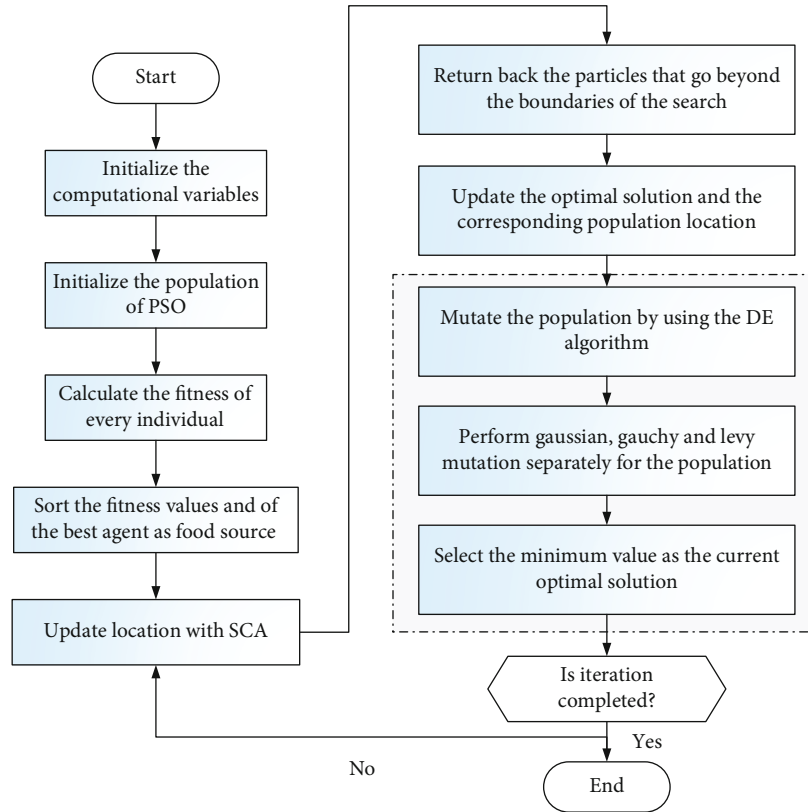 Start
Initialize the
computational variables
Initialize the population
of PSO
Calculate the fitness of
every individual
Sort the fitness values and of
the best agent as food source
Update location with SCA
Return back the particles that go beyond
the boundaries of the search
Update the optimal solution and the
corresponding population location
Mutate the population by using the DE
algorithm
Perform gaussian, gauchy and levy
mutation separately for the population
Select the minimum value as the current
optimal solution
Is iteration
completed?
Yes
No
End